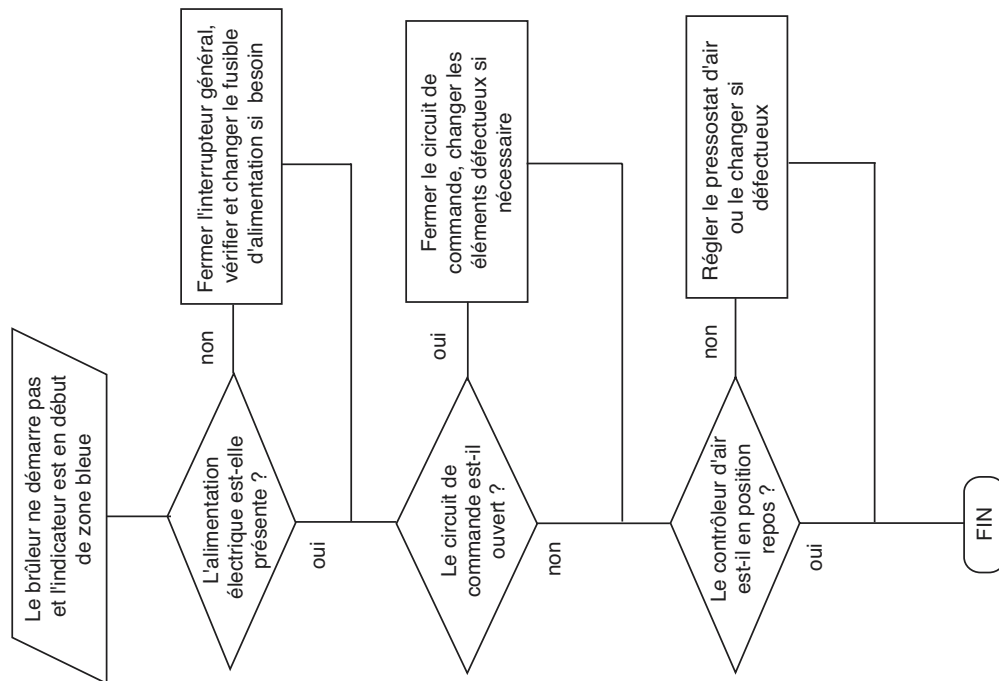 Le brûleur ne démarre pas
et l'indicateur est en début
de zone bleue
L'alimentation
électrique est-elle
présente ?
non
Fermer l'interrupteur général,
vérifier et changer le fusible
d'alimentation si besoin
oui
Le circuit de
commande est-il
ouvert ?
oui
Fermer le circuit de
commande, changer les
éléments défectueux si
nécessaire
non
Le contrôleur d'air
est-il en position
repos ?
non
Régler le pressostat d'air
ou le changer si
défectueux
oui
FIN